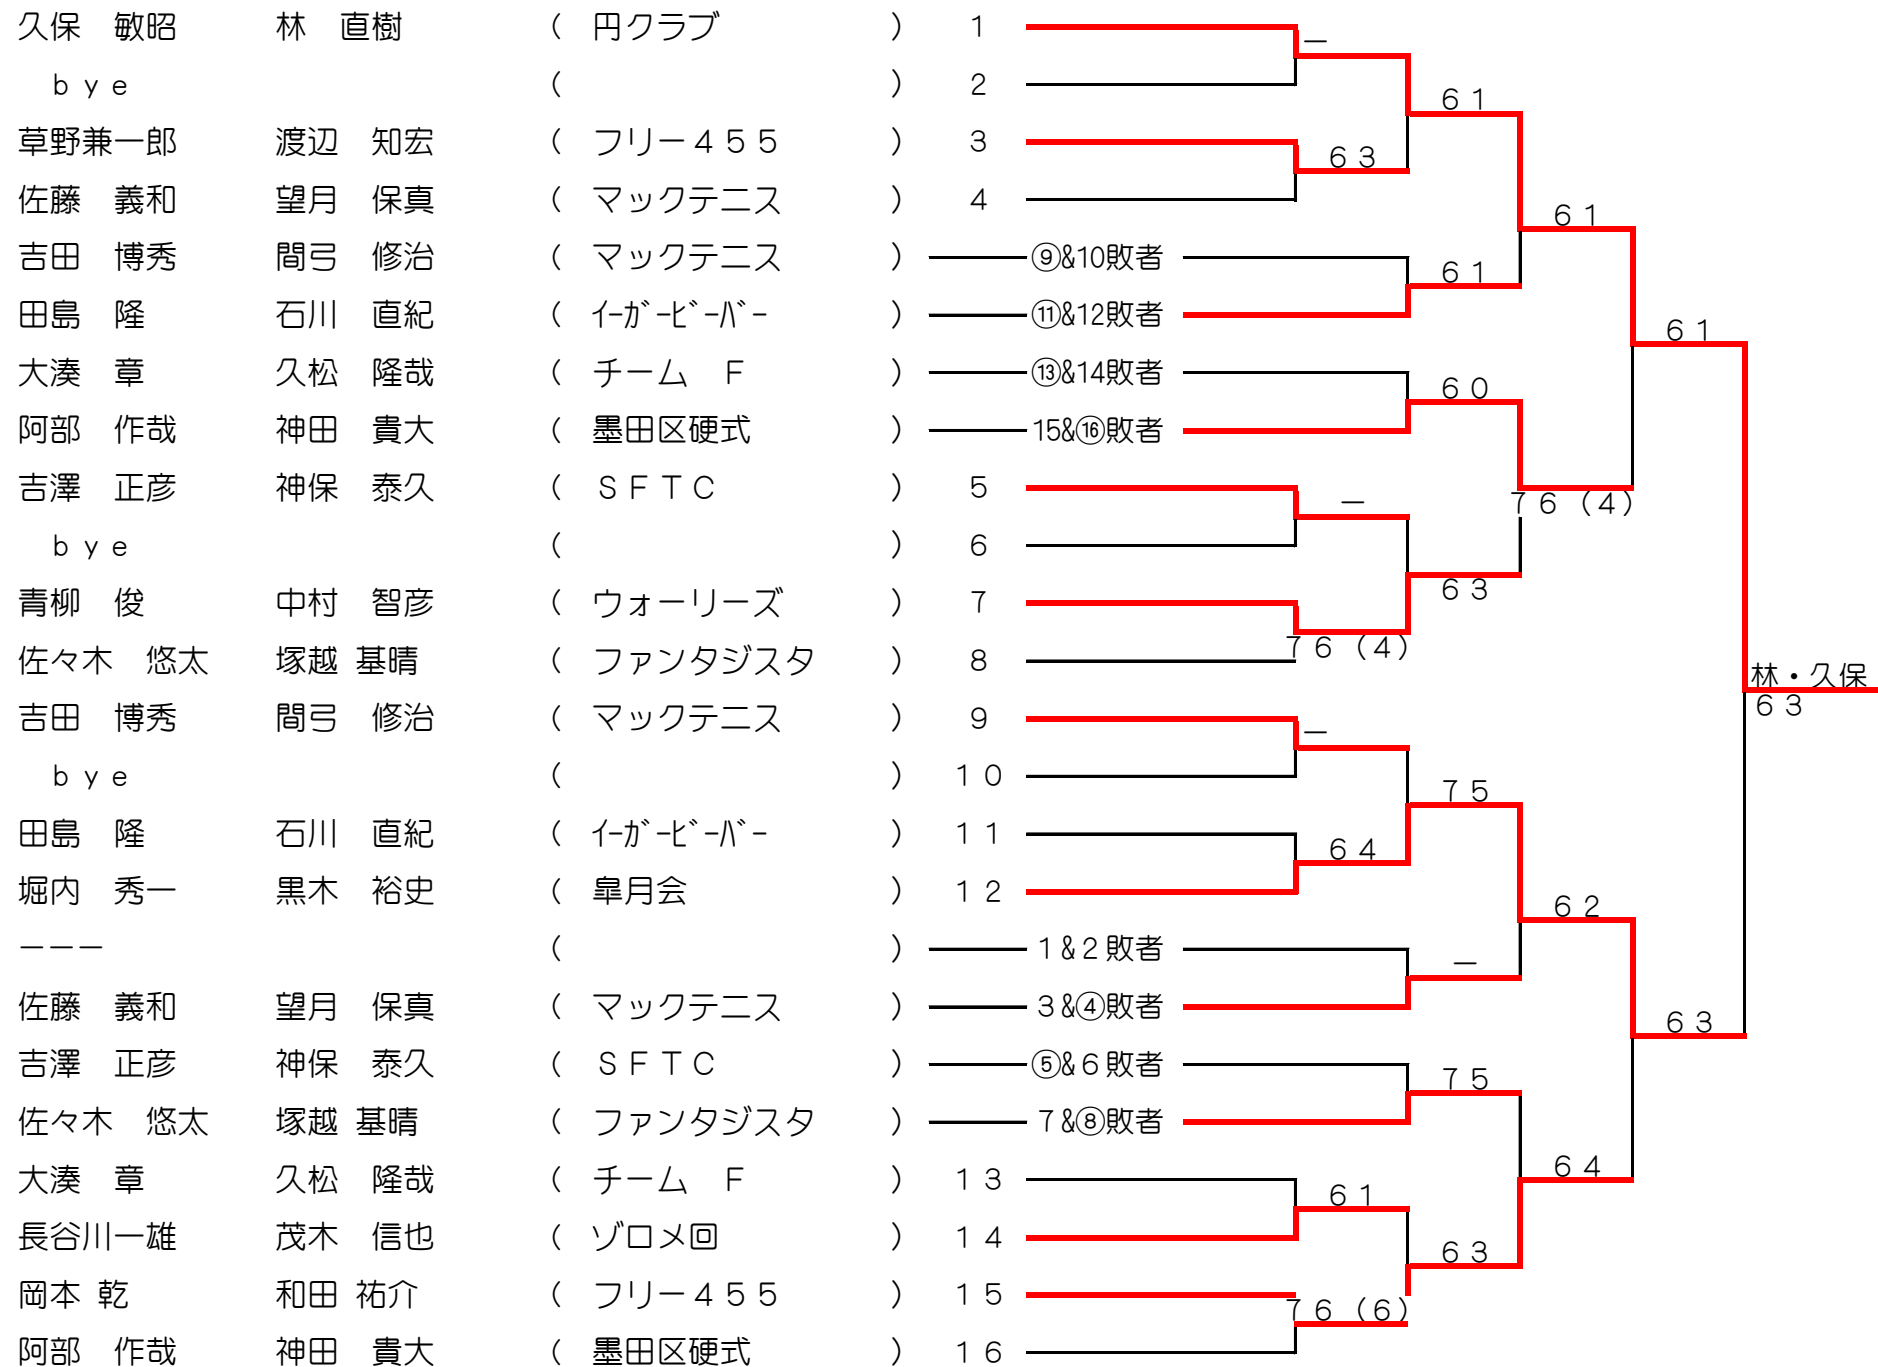 久保　敏昭　林　直樹　（　円クラブ　）　１　－
ｂｙｅ　（　）　２　６１
草野兼一郎　渡辺　知宏　（　フリー４５５　）　３　６３
佐藤　義和　望月　保真　（　マックテニス　）　４　６１
吉田　博秀　間弓　修治　（　マックテニス　）　⑨&10敗者　６１
田島　隆　石川　直紀　（　ｲｰｶﾞｰﾋﾞｰﾊﾞｰ　）　⑪&12敗者　６１
大湊　章　久松　隆哉　（　チーム　Ｆ　）　⑬&14敗者　６０
阿部　作哉　神田　貴大　（　墨田区硬式　）　15&⑯敗者
吉澤　正彦　神保　泰久　（　ＳＦＴＣ　）　５　－　７６（４）
ｂｙｅ　（　）　６
青柳　俊　中村　智彦　（　ウォーリーズ　）　７　６３
佐々木　悠太　塚越 基晴　（　ファンタジスタ　）　８　７６（４）　林・久保
吉田　博秀　間弓　修治　（　マックテニス　）　９　－　６３
ｂｙｅ　（　）　１０　７５
田島　隆　石川　直紀　（　ｲｰｶﾞｰﾋﾞｰﾊﾞｰ　）　１１　６４
堀内　秀一　黒木　裕史　（　皐月会　）　１２　６２
－－－　（　）　１&２敗者　－
佐藤　義和　望月　保真　（　マックテニス　）　３&④敗者　６３
吉澤　正彦　神保　泰久　（　ＳＦＴＣ　）　⑤&６敗者　７５
佐々木　悠太　塚越 基晴　（　ファンタジスタ　）　７&⑧敗者
大湊　章　久松　隆哉　（　チーム　Ｆ　）　１３　６１　６４
長谷川一雄　茂木　信也　（　ゾロメ回　）　１４　６３
岡本 乾　和田 祐介　（　フリー４５５　）　１５　７６（６）
阿部　作哉　神田　貴大　（　墨田区硬式　）　１６